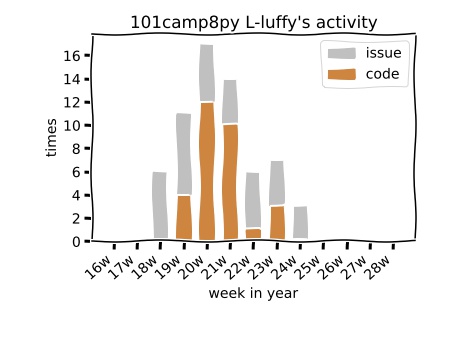 101camp8py L-luffy's activity
issue
code
times
16
14
12
10
8
6
4
2
0
16w 17w 18w 19w 20w 21w 22w 23w 24w 25w 26w 27w 28w
week in year